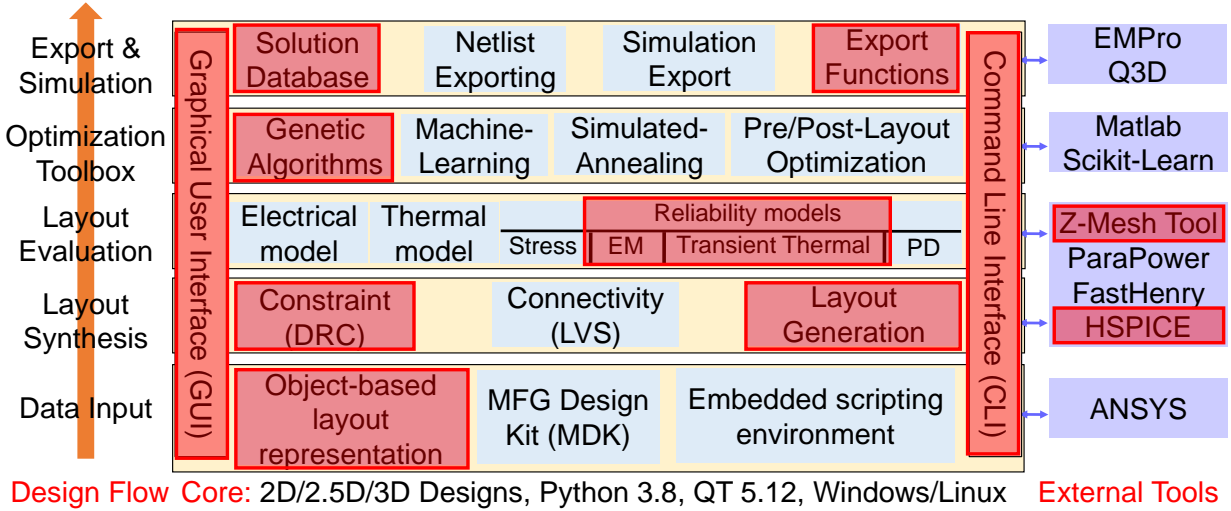 Export &
Simulation
Graphical User Interface (GUI)
Solution
Database
Netlist
Exporting
Simulation
Export
Export
Functions
Command Line Interface (CLI)
EMPro
Q3D
Optimization
Toolbox
Genetic
Algorithms
Machine-
Learning
Simulated-
Annealing
Pre/Post-Layout
Optimization
Matlab
Scikit-Learn
Layout
Evaluation
Electrical
model
Thermal
model
Reliability models
Stress
EM
Transient Thermal
PD
Z-Mesh Tool
ParaPower
FastHenry
HSPICE
Layout
Synthesis
Constraint
(DRC)
Connectivity
(LVS)
Layout
Generation
Data Input
Object-based
layout
representation
MFG Design
Kit (MDK)
Embedded scripting
environment
ANSYS
Design Flow Core: 2D/2.5D/3D Designs, Python 3.8, QT 5.12, Windows/Linux External Tools